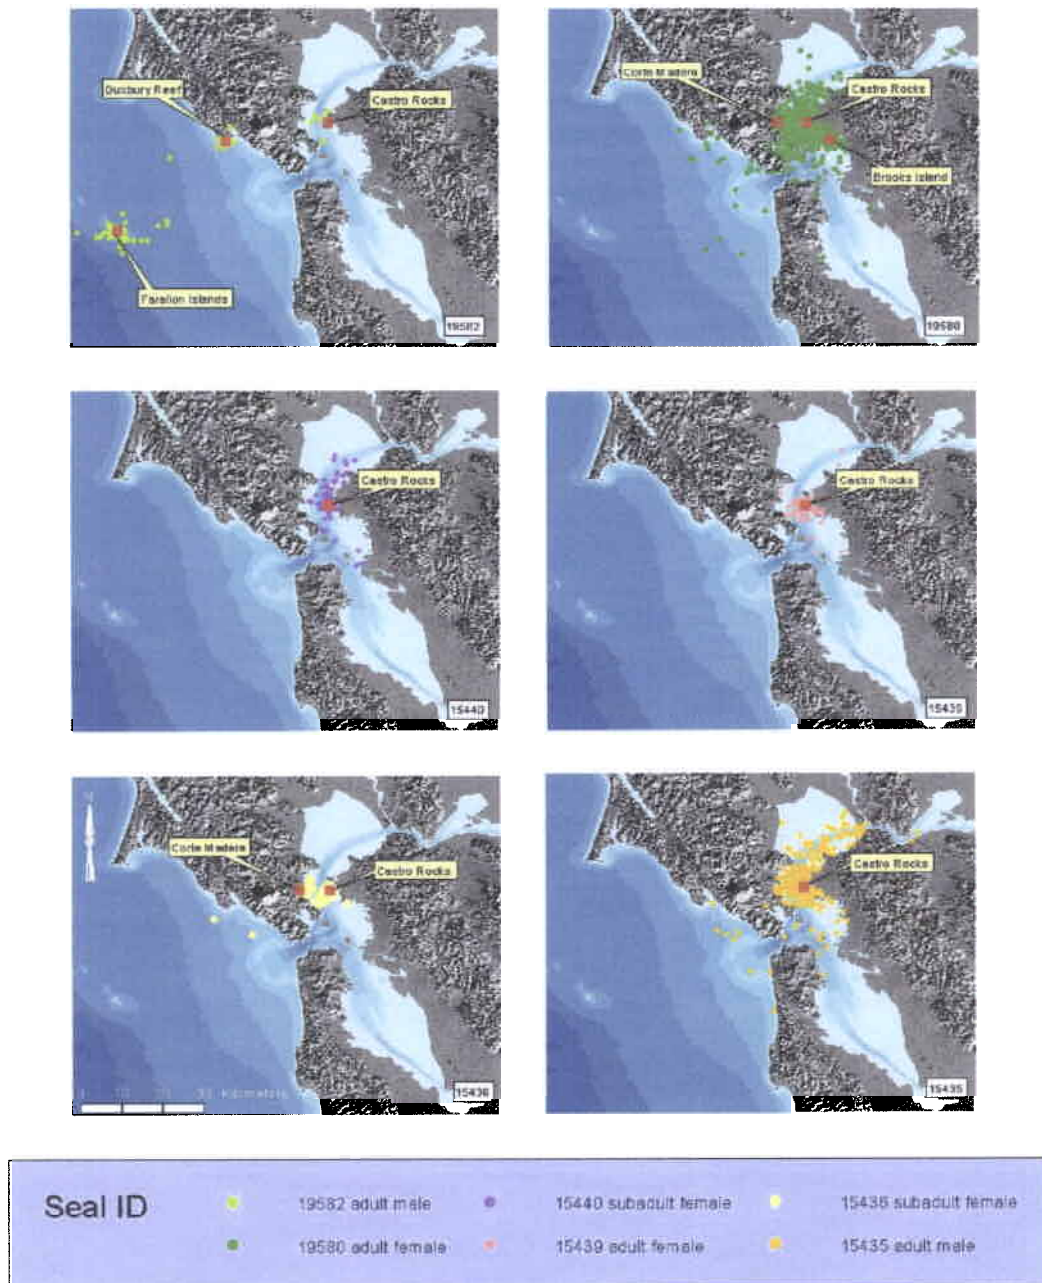 Duxbury Reef
Castro Rocks
Farallon Islands
19582
Corte Madera
Castro Rocks
Brooks Island
19580
Castro Rocks
15440
Castro Rocks
15439
N
Corte Madera
Castro Rocks
Kilometers
15436
Castro Rocks
15435
Seal ID
19582 adult male
15440 subadult female
15436 subadult female
19580 adult female
15439 adult female
15435 adult male